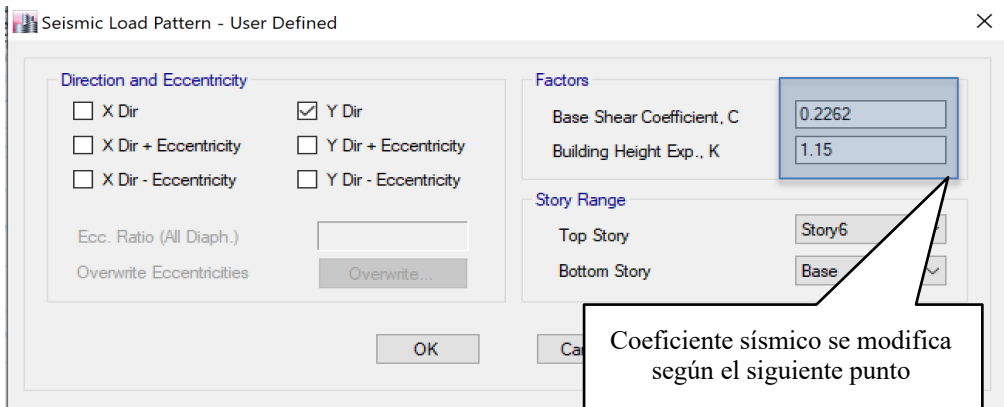 Seismic Load Pattern - User Defined
Direction and Eccentricity
X Dir
Y Dir
X Dir + Eccentricity
Y Dir + Eccentricity
X Dir - Eccentricity
Y Dir - Eccentricity
Ecc. Ratio (All Diaph.)
Overwrite Eccentricities
Overwrite...
Factors
Base Shear Coefficient, C
0.2262
Building Height Exp., K
1.15
Story Range
Top Story
Story6
Bottom Story
Base
OK
Coeficiente sísmico se modifica
según el siguiente punto